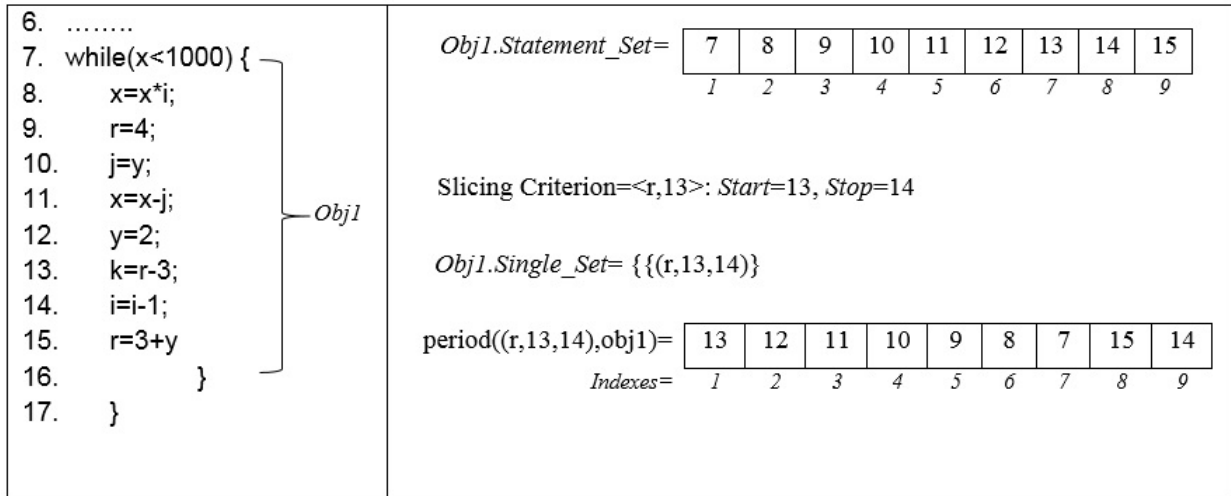 6. ........
7. while(x<1000) {
8. x=x*i;
9. r=4;
10. j=y;
11. x=x-j;
12. y=2;
13. k=r-3;
14. i=i-1;
15. r=3+y
16. }
17. }
Obj1
Obj1.Statement_Set= 7 8 9 10 11 12 13 14 15
1 2 3 4 5 6 7 8 9
Slicing Criterion=<r,13>: Start=13, Stop=14
Obj1.Single_Set= {{(r,13,14)}
period((r,13,14),obj1)= 13 12 11 10 9 8 7 15 14
Indexes= 1 2 3 4 5 6 7 8 9